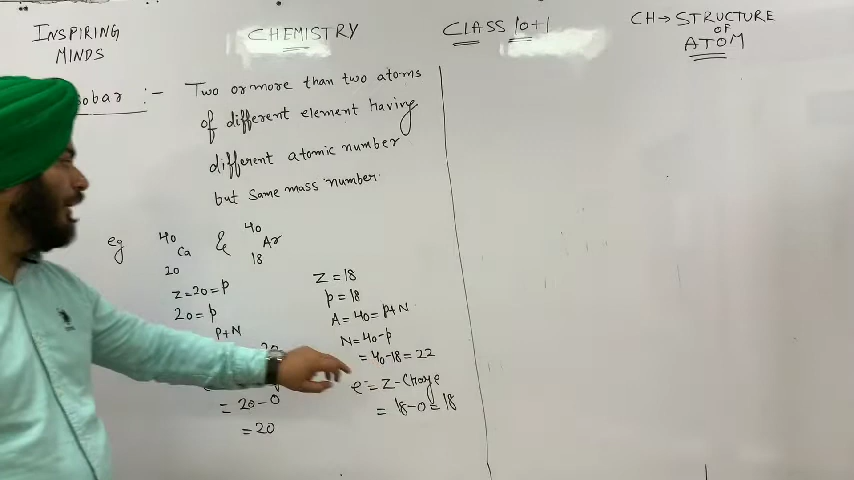 INSPIRING
MINDS
CHEMISTRY
CLASS 10+1
CH → STRUCTURE
OF
ATOM
sobar :- Two or more than two atoms
of different element having
different atomic number
but same mass number.
eg 40 Ca 20 & 40 Ar 18
Z = 20 = p
20 = p
P+N
20
= 20 - 0
= 20
Z = 18
p = 18
A = 40 = p+N
N = 40 - p
= 40 - 18 = 22
e⁻ = Z - Charge
= 18 - 0 = 18